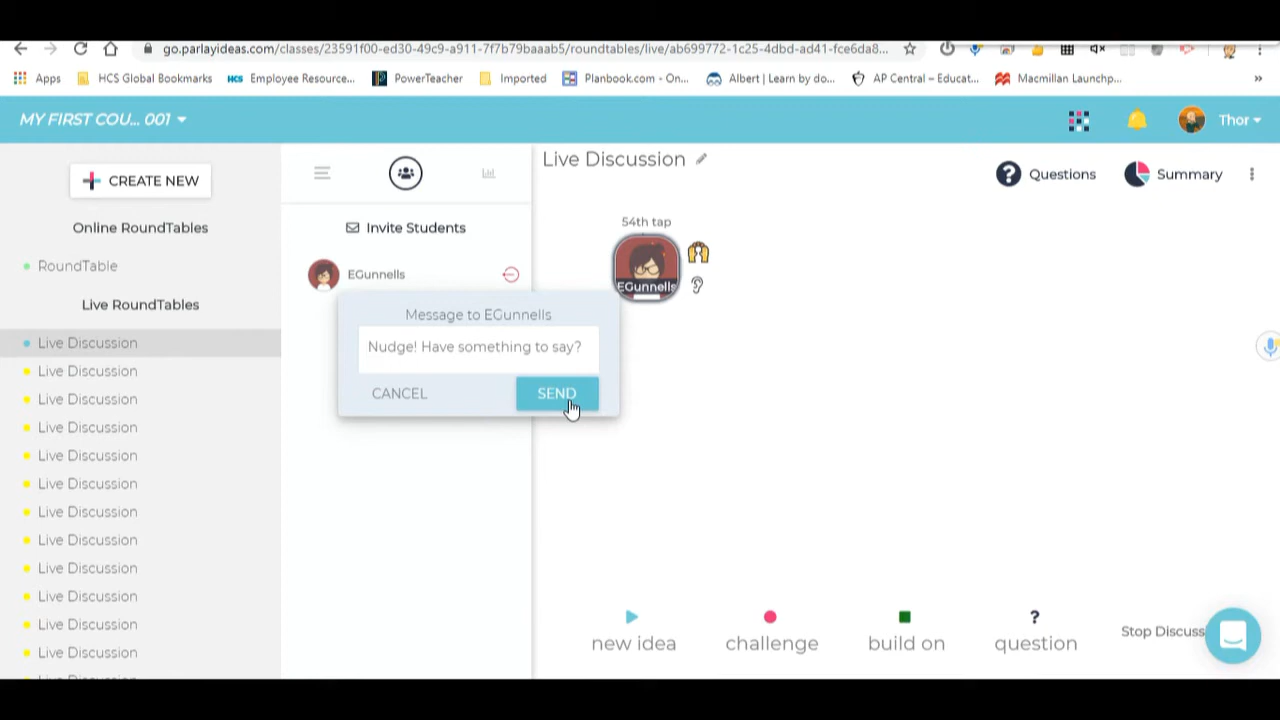 go.parlayideas.com/classes/23591f00-ed30-49c9-a911-7f7b79baaab5/roundtables/live/ab699772-1c25-4dbd-ad41-fce6da8...
Apps HCS Global Bookmarks HCS Employee Resource... PowerTeacher Imported Planbook.com - On... Albert | Learn by do... AP Central – Educat... Macmillan Launchp... »
MY FIRST COU... 001
Thor
CREATE NEW
Online RoundTables
RoundTable
Live RoundTables
Live Discussion
Live Discussion
Live Discussion
Live Discussion
Live Discussion
Live Discussion
Live Discussion
Live Discussion
Live Discussion
Live Discussion
Live Discussion
Live Discussion
Invite Students
EGunnells
Message to EGunnells
Nudge! Have something to say?
CANCEL
SEND
Live Discussion
? Questions
Summary
54th tap
EGunnells
new idea
challenge
build on
?
question
Stop Discuss